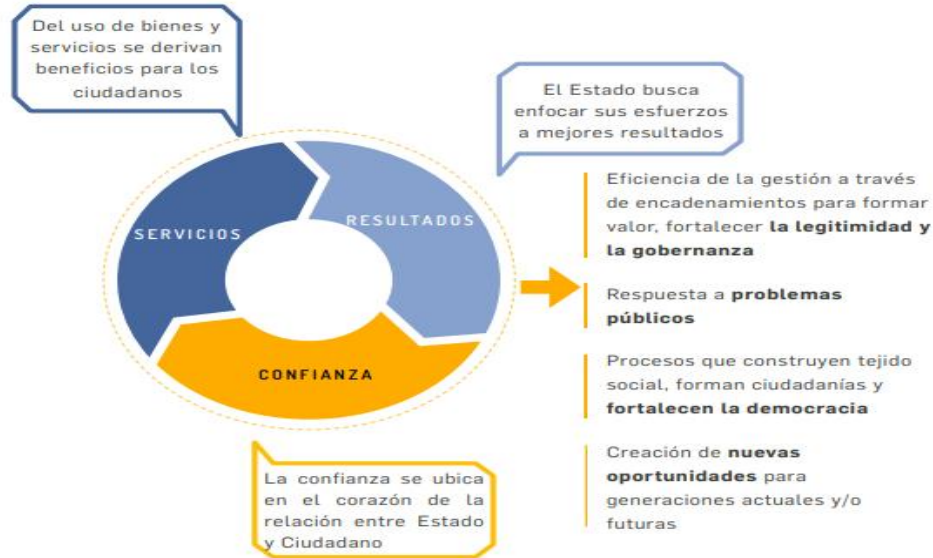 Del uso de bienes y
servicios se derivan
beneficios para los
ciudadanos
El Estado busca
enfocar sus esfuerzos
a mejores resultados
SERVICIOS
RESULTADOS
CONFIANZA
La confianza se ubica
en el corazón de la
relación entre Estado
y Ciudadano
Eficiencia de la gestión a través
de encadenamientos para formar
valor, fortalecer la legitimidad y
la gobernanza
Respuesta a problemas
públicos
Procesos que construyen tejido
social, forman ciudadanías y
fortalecen la democracia
Creación de nuevas
oportunidades para
generaciones actuales y/o
futuras